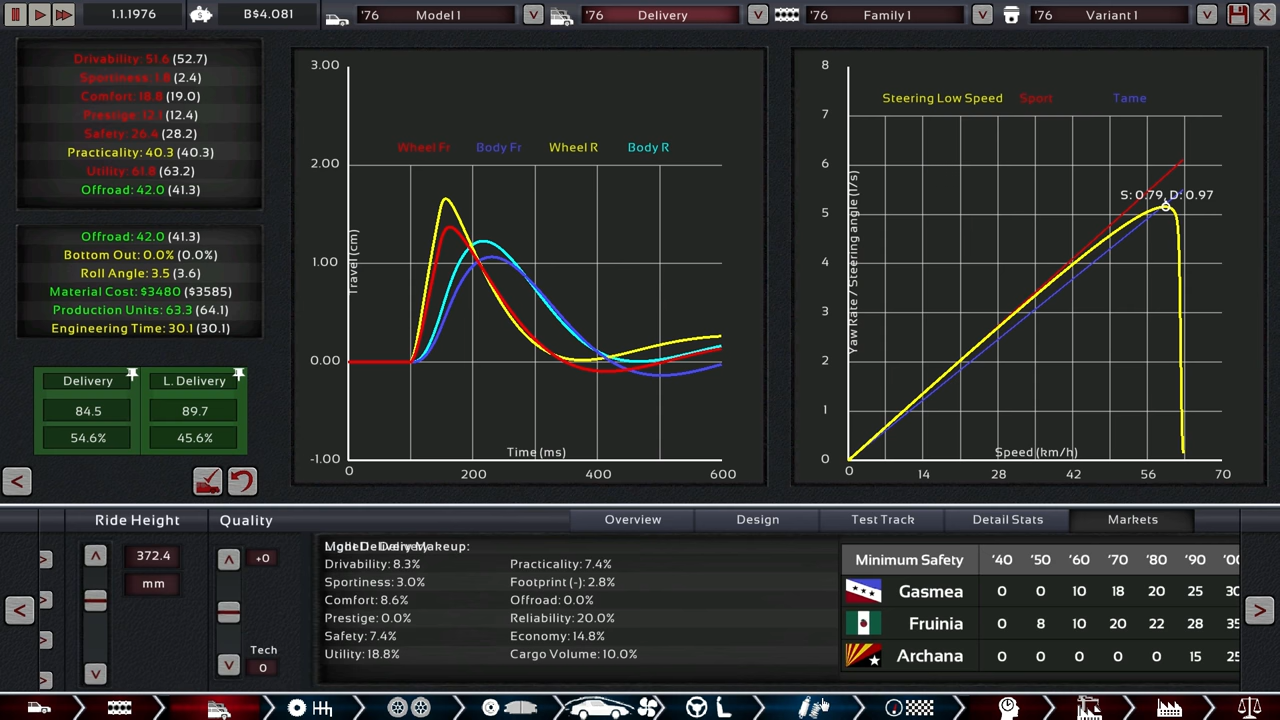 1.1.1976 B$4.081 '76 Model 1 '76 Delivery '76 Family 1 '76 Variant 1
Drivability: 51.6 (52.7)
Sportiness: 1.8 (2.4)
Comfort: 18.8 (19.0)
Prestige: 12.1 (12.4)
Safety: 26.4 (28.2)
Practicality: 40.3 (40.3)
Utility: 61.8 (63.2)
Offroad: 42.0 (41.3)
Offroad: 42.0 (41.3)
Bottom Out: 0.0% (0.0%)
Roll Angle: 3.5 (3.6)
Material Cost: $3480 ($3585)
Production Units: 63.3 (64.1)
Engineering Time: 30.1 (30.1)
Delivery L. Delivery
84.5 89.7
54.6% 45.6%
3.00
2.00
1.00
0.00
-1.00
Wheel Fr Body Fr Wheel R Body R
Travel (cm)
Time (ms)
0 200 400 600
8
7
6
5
4
3
2
1
0
Steering Low Speed Sport Tame
S: 0.79, D: 0.97
Yaw Rate / Steering angle (1/s)
Speed (km/h)
0 14 28 42 56 70
Ride Height Quality Overview Design Test Track Detail Stats Markets
372.4
mm
+0
Tech
0
Drivability: 8.3% Practicality: 7.4%
Sportiness: 3.0% Footprint (-): 2.8%
Comfort: 8.6% Offroad: 0.0%
Prestige: 0.0% Reliability: 20.0%
Safety: 7.4% Economy: 14.8%
Utility: 18.8% Cargo Volume: 10.0%
Minimum Safety '40 '50 '60 '70 '80 '90 '00
Gasmea 0 0 10 18 20 25 30
Fruinia 0 8 10 20 22 28 35
Archana 0 0 0 0 0 15 25